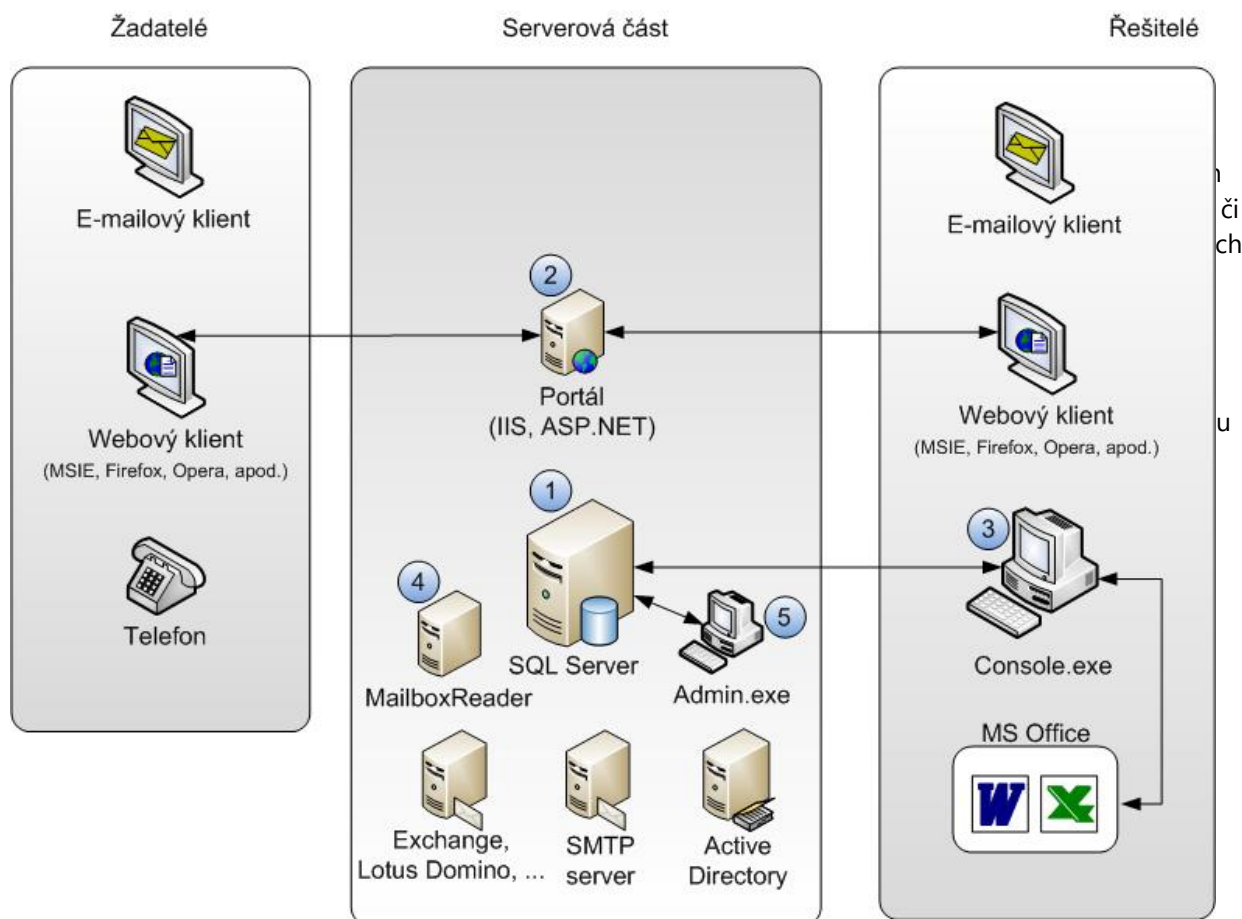 Žadatelé
Serverová část
Řešitelé
E-mailový klient
Webový klient
(MSIE, Firefox, Opera, apod.)
Telefon
2
Portál
(IIS, ASP.NET)
1
SQL Server
4
MailboxReader
5
Admin.exe
Exchange,
Lotus Domino, ...
SMTP
server
Active
Directory
E-mailový klient
či
ch
Webový klient
u
(MSIE, Firefox, Opera, apod.)
3
Console.exe
MS Office
W
X